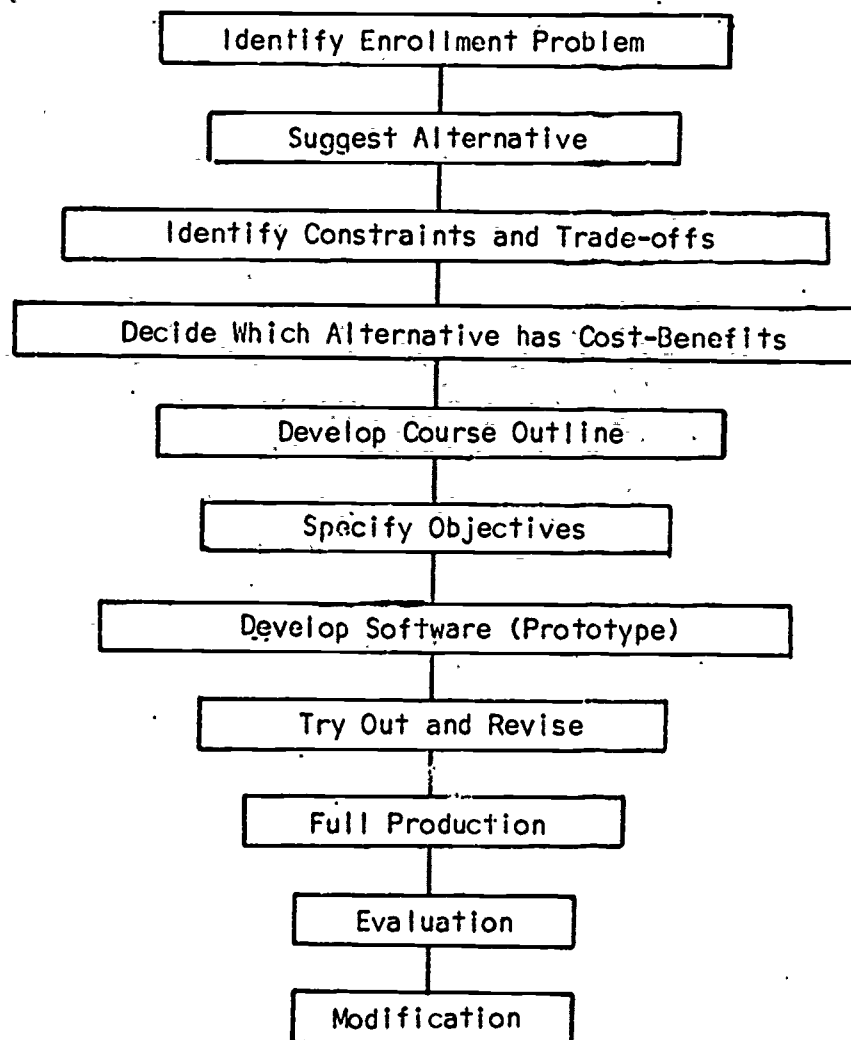 Identify Enrollment Problem
Suggest Alternative
Identify Constraints and Trade-offs
Decide Which Alternative has Cost-Benefits
Develop Course Outline
Specify Objectives
Develop Software (Prototype)
Try Out and Revise
Full Production
Evaluation
Modification